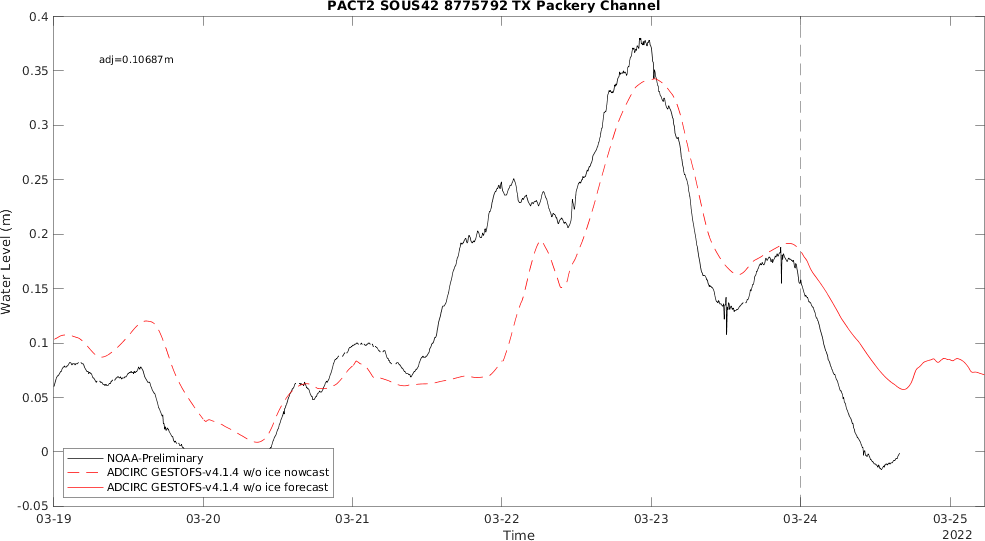 PACT2 SOUS42 8775792 TX Packery Channel
adj=0.10687m
0.4
0.35
0.3
0.25
0.2
0.15
0.1
0.05
0
-0.05
Water Level (m)
NOAA-Preliminary
ADCIRC GESTOFS-v4.1.4 w/o ice nowcast
ADCIRC GESTOFS-v4.1.4 w/o ice forecast
03-19 03-20 03-21 03-22 03-23 03-24 03-25
Time
2022